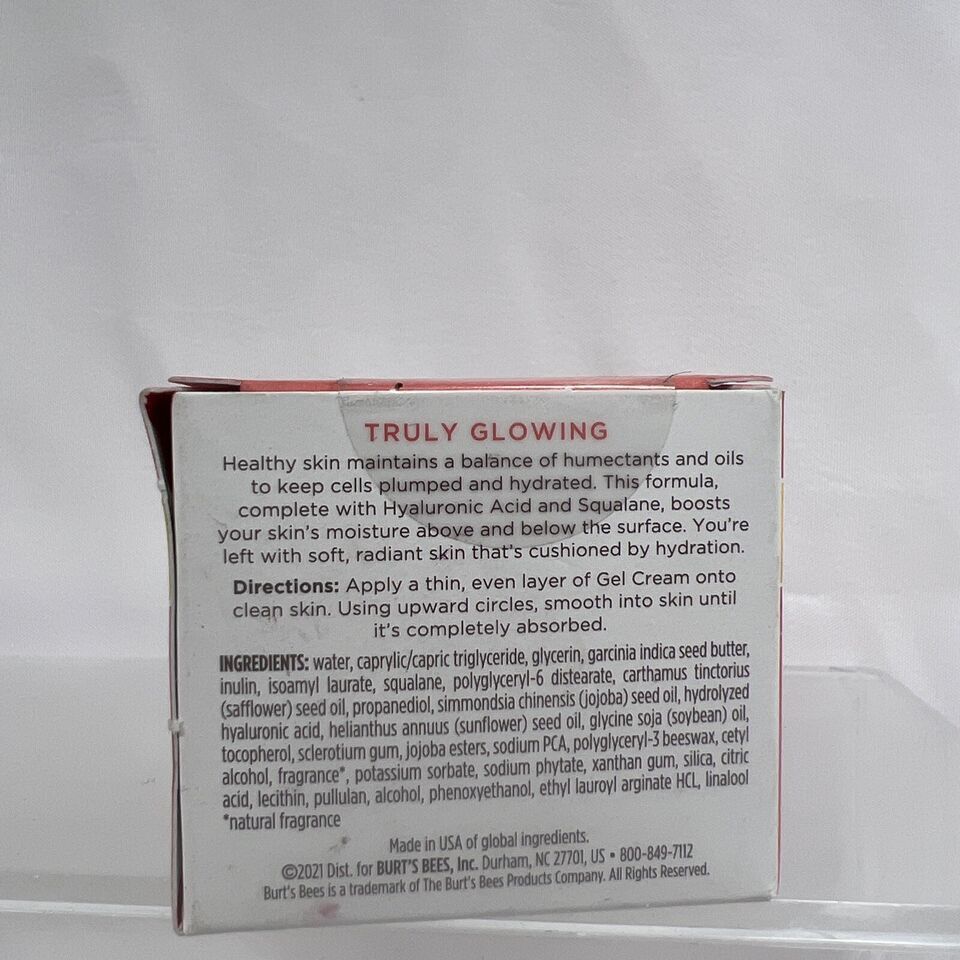 TRULY GLOWING
Healthy skin maintains a balance of humectants and oils
to keep cells plumped and hydrated. This formula,
complete with Hyaluronic Acid and Squalane, boosts
your skin's moisture above and below the surface. You're
left with soft, radiant skin that's cushioned by hydration.
Directions: Apply a thin, even layer of Gel Cream onto
clean skin. Using upward circles, smooth into skin until
it's completely absorbed.
INGREDIENTS: water, caprylic/capric triglyceride, glycerin, garcinia indica seed butter,
inulin, isoamyl laurate, squalane, polyglyceryl-6 distearate, carthamus tinctorius
(safflower) seed oil, propanediol, simmondsia chinensis (jojoba) seed oil, hydrolyzed
hyaluronic acid, helianthus annuus (sunflower) seed oil, glycine soja (soybean) oil,
tocopherol, sclerotium gum, jojoba esters, sodium PCA, polyglyceryl-3 beeswax, cetyl
alcohol, fragrance*, potassium sorbate, sodium phytate, xanthan gum, silica, citric
acid, lecithin, pullulan, alcohol, phenoxyethanol, ethyl lauroyl arginate HCL, linalool
*natural fragrance
Made in USA of global ingredients.
©2021 Dist. for BURT'S BEES, Inc. Durham, NC 27701, US • 800-849-7112
Burt's Bees is a trademark of The Burt's Bees Products Company. All Rights Reserved.